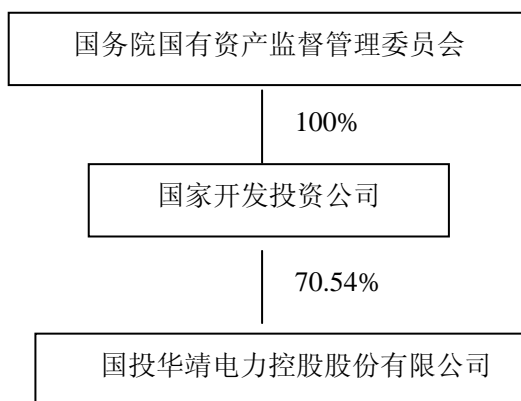 国务院国有资产监督管理委员会
100%
国家开发投资公司
70.54%
国投华靖电力控股股份有限公司